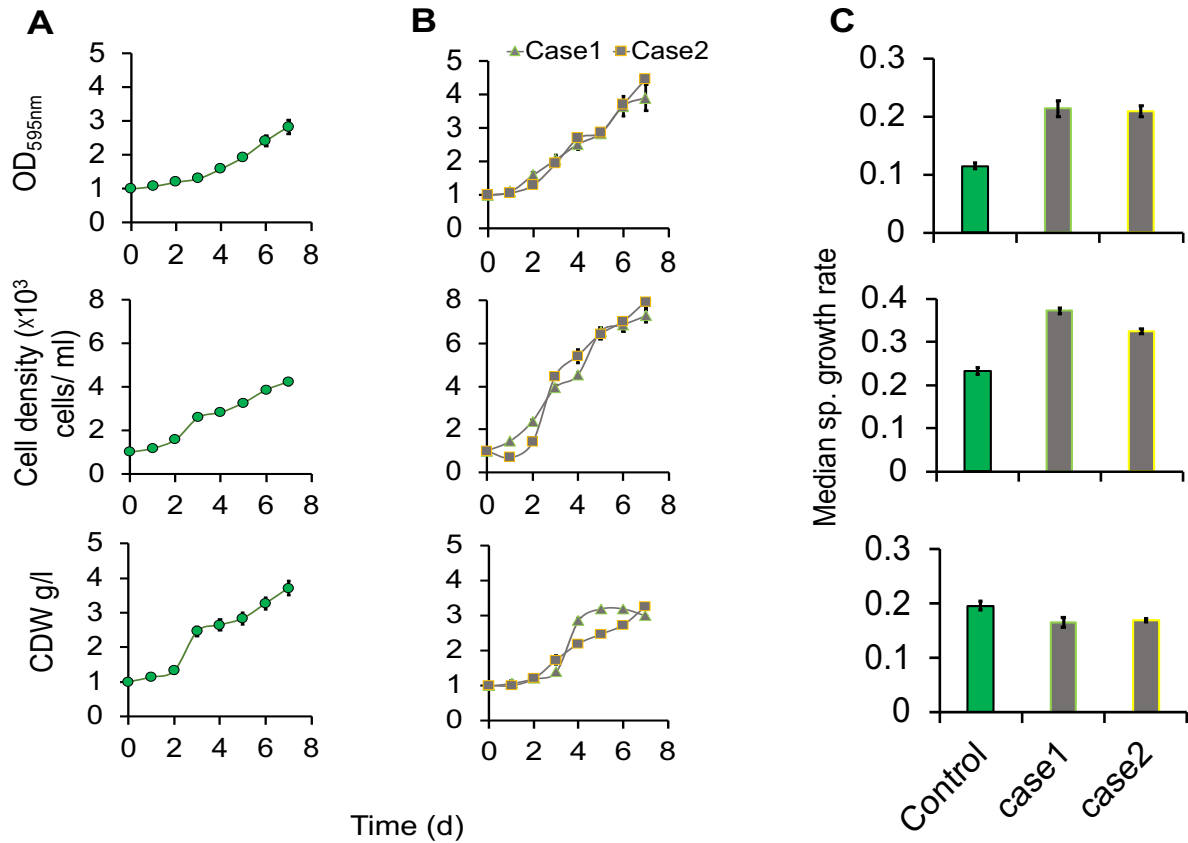 A
B
C
Case1
Case2
OD595nm
5
4
3
2
1
0
0 2 4 6 8
5
4
3
2
1
0
0 2 4 6 8
0.3
0.2
0.1
0
Cell density (x10³
cells/ ml)
8
6
4
2
0
0 2 4 6 8
8
6
4
2
0
0 2 4 6 8
Median sp. growth rate
0.4
0.3
0.2
0.1
0
CDW g/l
5
4
3
2
1
0
0 2 4 6 8
5
4
3
2
1
0
0 2 4 6 8
0.3
0.2
0.1
0
Control
case1
case2
Time (d)